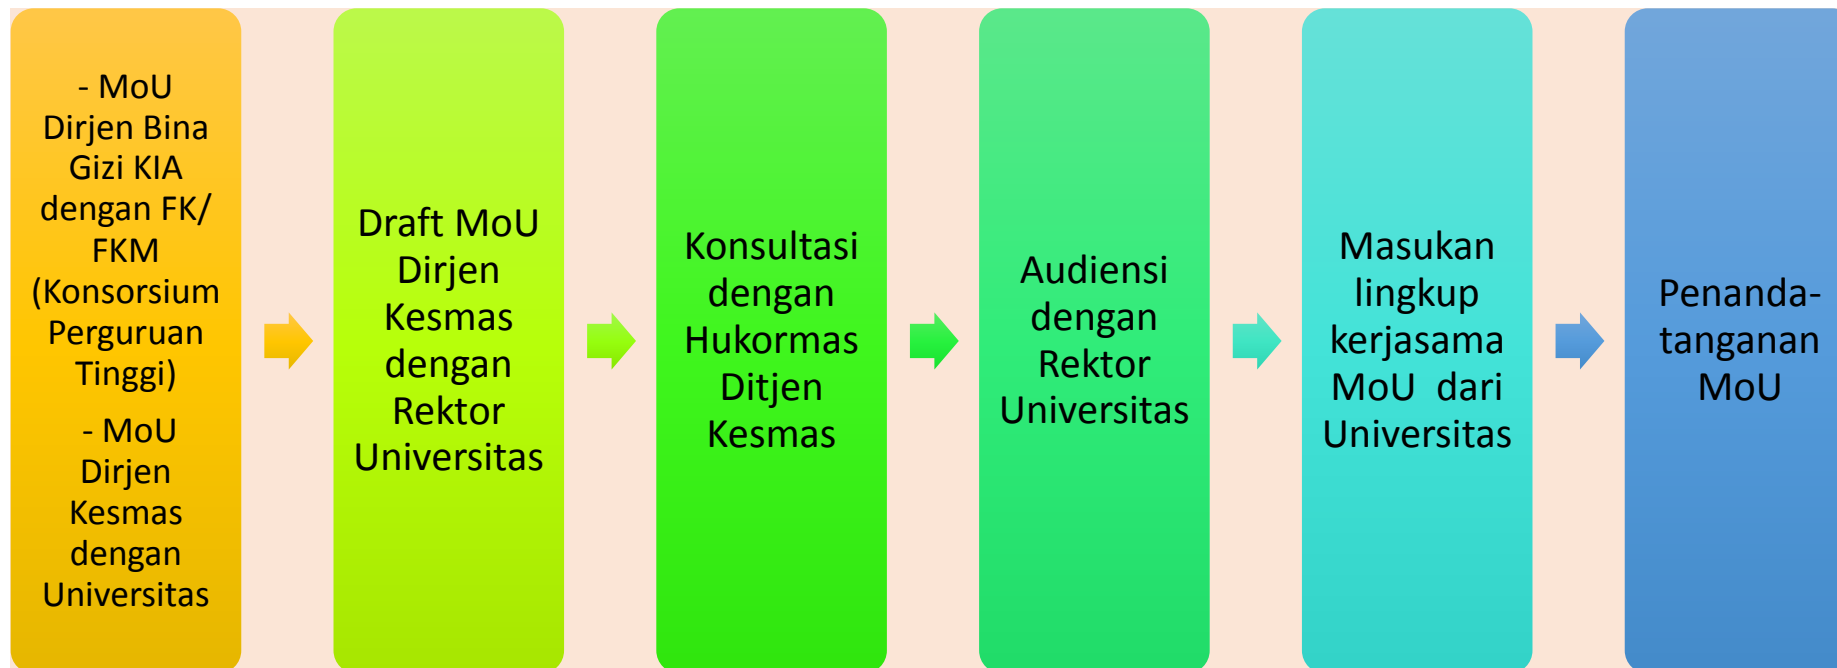 - MoU
Dirjen Bina
Gizi KIA
dengan FK/
FKM
(Konsorsium
Perguruan
Tinggi)
- MoU
Dirjen
Kesmas
dengan
Universitas
Draft MoU
Dirjen
Kesmas
dengan
Rektor
Universitas
Konsultasi
dengan
Hukormas
Ditjen
Kesmas
Audiensi
dengan
Rektor
Universitas
Masukan
lingkup
kerjasama
MoU dari
Universitas
Penanda-
tanganan
MoU